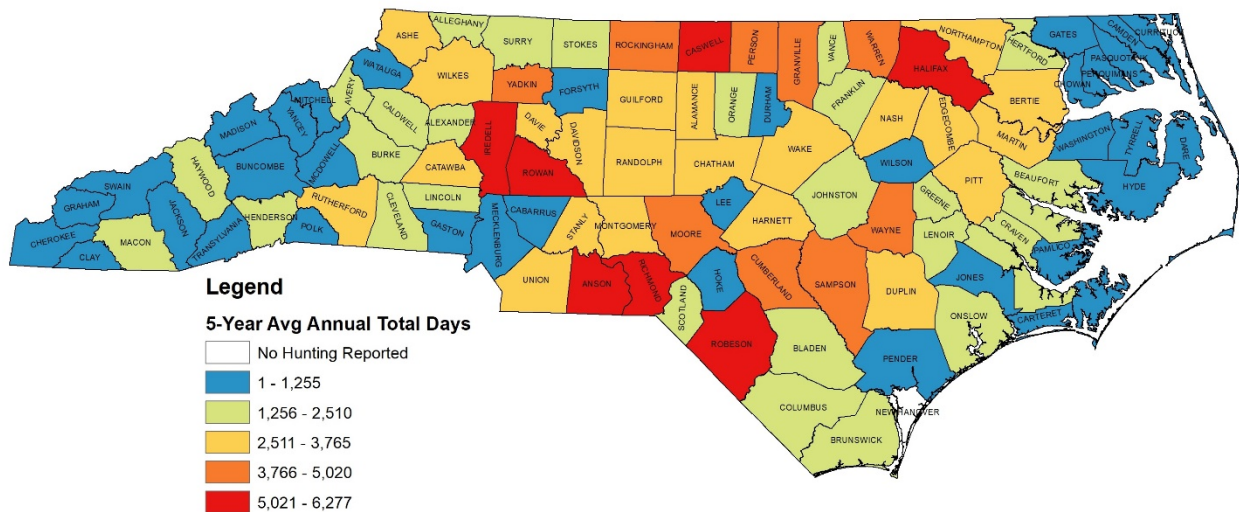 ALLEGHANY
ASHE
SURRY
STOKES
ROCKINGHAM
CASWELL
PERSON
GRANVILLE
VANCE
WARREN
HALIFAX
NORTHAMPTON
HERTFORD
GATES
CAMDEN
CURRITUCK
PASQUOTANK
PERQUIMANS
CHOWAN
WATAUGA
WILKES
YADKIN
FORSYTH
GUILFORD
ALAMANCE
ORANGE
DURHAM
FRANKLIN
NASH
EDGECOMBE
BERTIE
MARTIN
WASHINGTON
TYRRELL
DARE
MITCHELL
AVERY
YANCEY
MADISON
CALDWELL
ALEXANDER
IREDELL
DAVIE
DAVIDSON
RANDOLPH
CHATHAM
WAKE
WILSON
PITT
BEAUFORT
HYDE
HAYWOOD
BUNCOMBE
MCDOWELL
BURKE
CATAWBA
ROWAN
JOHNSTON
GREENE
SWAIN
GRAHAM
JACKSON
HENDERSON
RUTHERFORD
CLEVELAND
LINCOLN
CABARRUS
LEE
HARNETT
WAYNE
LENOIR
CRAVEN
PAMLICO
CHEROKEE
CLAY
MACON
TRANSYLVANIA
POLK
GASTON
MECKLENBURG
STANLY
MONTGOMERY
MOORE
CUMBERLAND
SAMPSON
DUPLIN
JONES
CARTERET
UNION
ANSON
RICHMOND
SCOTLAND
HOKE
ROBESON
BLADEN
PENDER
ONSLOW
COLUMBUS
NEW HANOVER
BRUNSWICK
Legend
5-Year Avg Annual Total Days
No Hunting Reported
1 - 1,255
1,256 - 2,510
2,511 - 3,765
3,766 - 5,020
5,021 - 6,277